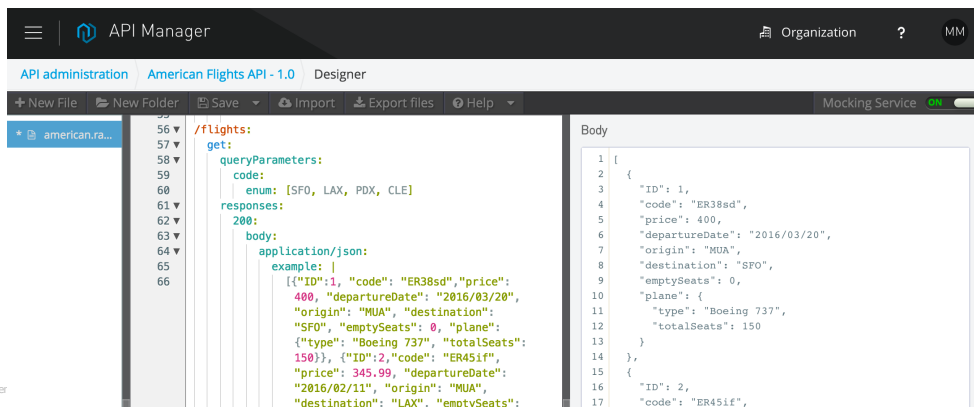 API Manager
Organization
?
MM
API administration
American Flights API - 1.0
Designer
New File
New Folder
Save
Import
Export files
Help
Mocking Service
ON
* american.ra...
56 /flights:
57 get:
58 queryParameters:
59 code:
60 enum: [SFO, LAX, PDX, CLE]
61 responses:
62 200:
63 body:
64 application/json:
65 example: |
66 [{"ID":1, "code": "ER38sd","price":
400, "departureDate": "2016/03/20",
"origin": "MUA", "destination":
"SFO", "emptySeats": 0, "plane":
{"type": "Boeing 737", "totalSeats":
150}}, {"ID":2,"code": "ER45if",
"price": 345.99, "departureDate":
"2016/02/11", "origin": "MUA",
"destination": "LAX", "emptySeats":
Body
1 [
2 {
3 "ID": 1,
4 "code": "ER38sd",
5 "price": 400,
6 "departureDate": "2016/03/20",
7 "origin": "MUA",
8 "destination": "SFO",
9 "emptySeats": 0,
10 "plane": {
11 "type": "Boeing 737",
12 "totalSeats": 150
13 }
14 },
15 {
16 "ID": 2,
17 "code": "ER45if",